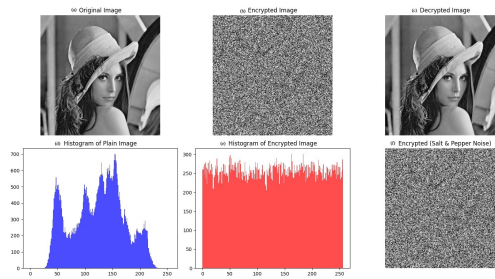 (a) Original Image
(b) Encrypted Image
(c) Decrypted Image
(d) Histogram of Plain Image
(e) Histogram of Encrypted Image
(f) Encrypted (Salt & Pepper Noise)
700
600
500
400
300
200
100
0
0 50 100 150 200 250
300
250
200
150
100
50
0
0 50 100 150 200 250